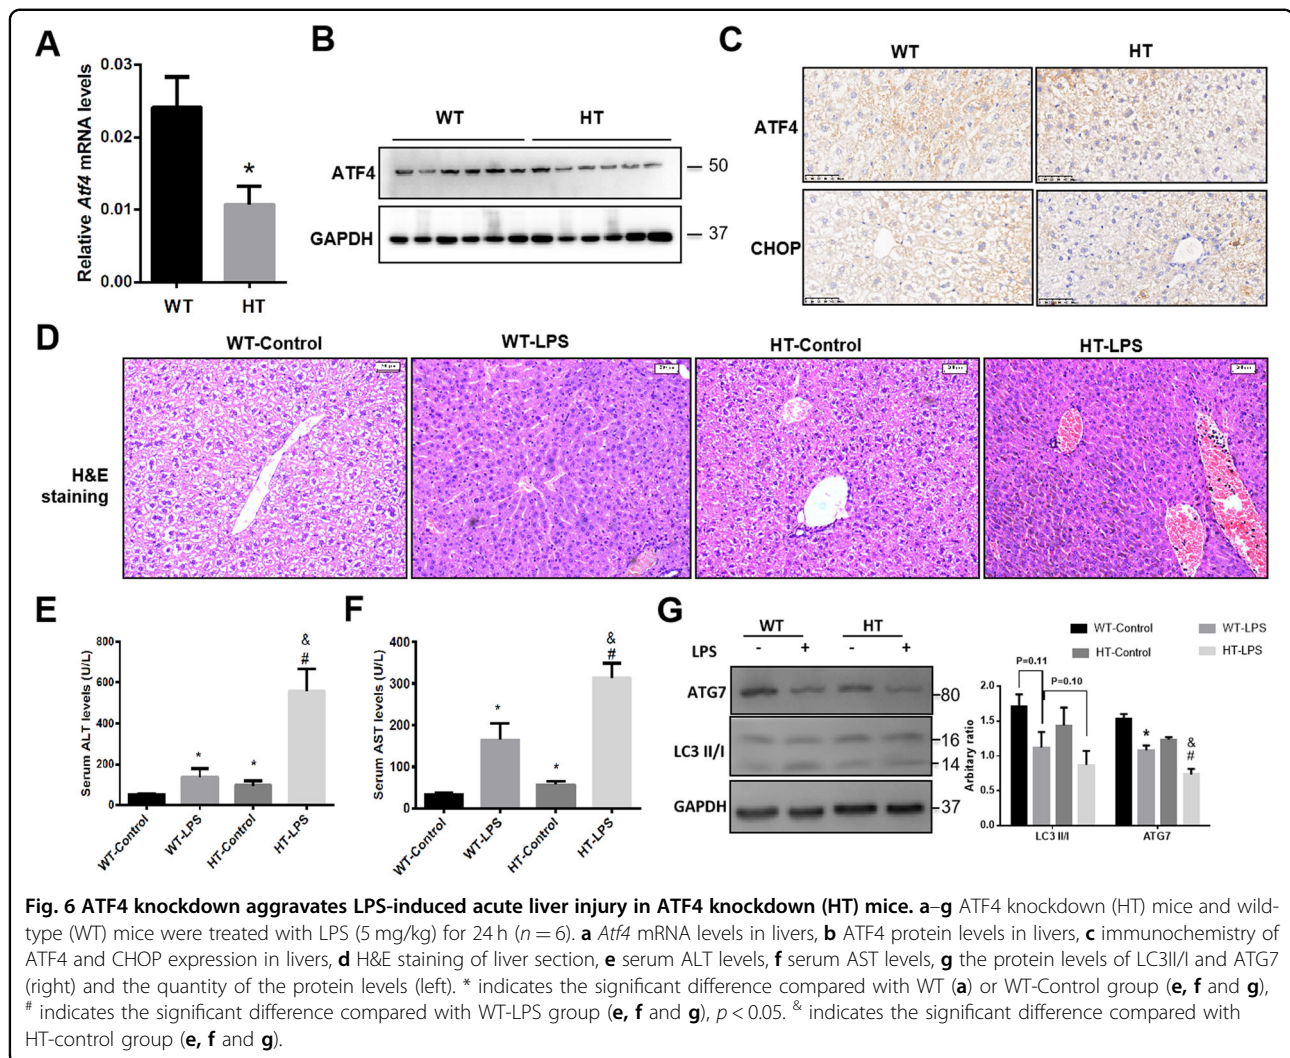 A
Relative Atf4 mRNA levels
0.03
0.02
0.01
0.00
*
WT
HT
B
WT
HT
ATF4
50
GAPDH
37
C
WT
HT
ATF4
CHOP
D
WT-Control
WT-LPS
HT-Control
HT-LPS
H&E
staining
E
Serum ALT levels (U/L)
800
600
400
200
0
*
*
&
#
WT-Control
WT-LPS
HT-Control
HT-LPS
F
Serum AST levels (U/L)
400
300
200
100
0
*
*
&
#
WT-Control
WT-LPS
HT-Control
HT-LPS
G
WT
HT
LPS
-
+
-
+
ATG7
80
LC3 II/I
16
14
GAPDH
37
WT-Control
WT-LPS
HT-Control
HT-LPS
P=0.11
P=0.10
Arbitary ratio
2.0
1.5
1.0
0.5
0.0
*
&
#
LC3 II/I
ATG7
Fig. 6 ATF4 knockdown aggravates LPS-induced acute liver injury in ATF4 knockdown (HT) mice. a–g ATF4 knockdown (HT) mice and wild-
type (WT) mice were treated with LPS (5 mg/kg) for 24 h (n = 6). a Atf4 mRNA levels in livers, b ATF4 protein levels in livers, c immunochemistry of
ATF4 and CHOP expression in livers, d H&E staining of liver section, e serum ALT levels, f serum AST levels, g the protein levels of LC3II/I and ATG7
(right) and the quantity of the protein levels (left). * indicates the significant difference compared with WT (a) or WT-Control group (e, f and g),
# indicates the significant difference compared with WT-LPS group (e, f and g), p < 0.05. & indicates the significant difference compared with
HT-control group (e, f and g).